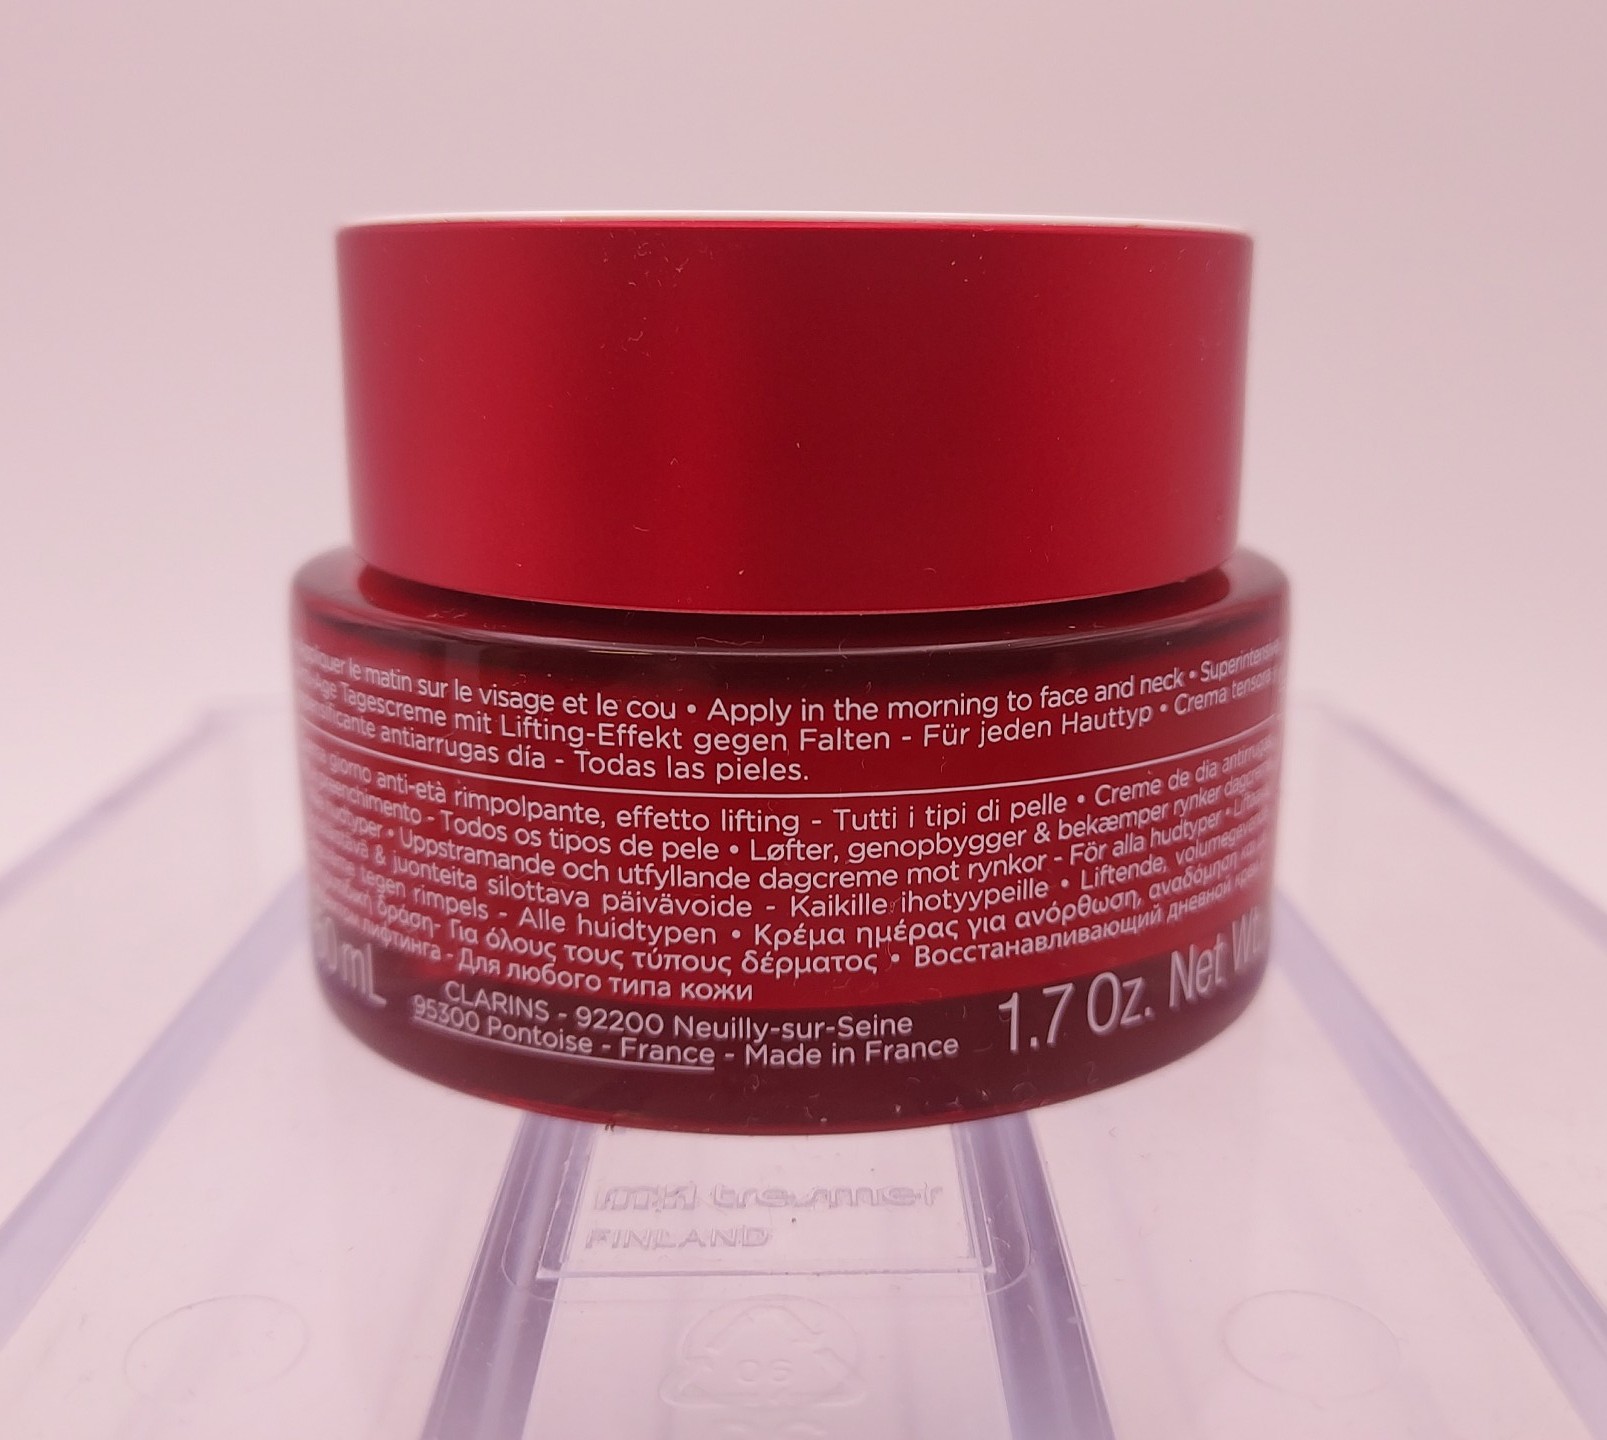 le matin sur le visage et le cou • Apply in the morning to face and neck •
Tagescreme mit Lifting-Effekt gegen Falten - Für jeden Hauttyp • Crema tensora
antiarrugas día - Todas las pieles.
giorno anti-età rimpolpante, effetto lifting - Tutti i tipi di pelle • Creme de dia
- Todos os tipos de pele • Løfter, genopbygger & bekæmper rynker
• Uppstramande och utfyllande dagcreme mot rynkor - För alla hudtyper •
& juonteita silottava päivävoide - Kaikille ihotyypeille • Liftende,
tegen rimpels - Alle huidtypen • Κρέμα ημέρας για ανόρθωση,
δράση- Για όλους τους τύπους δέρματος • Восстанавливающий дневной
лифтинга - Для любого типа кожи
mL
CLARINS - 92200 Neuilly-sur-Seine
95300 Pontoise - France - Made in France
1.7 Oz. Net Wt.
FINLAND